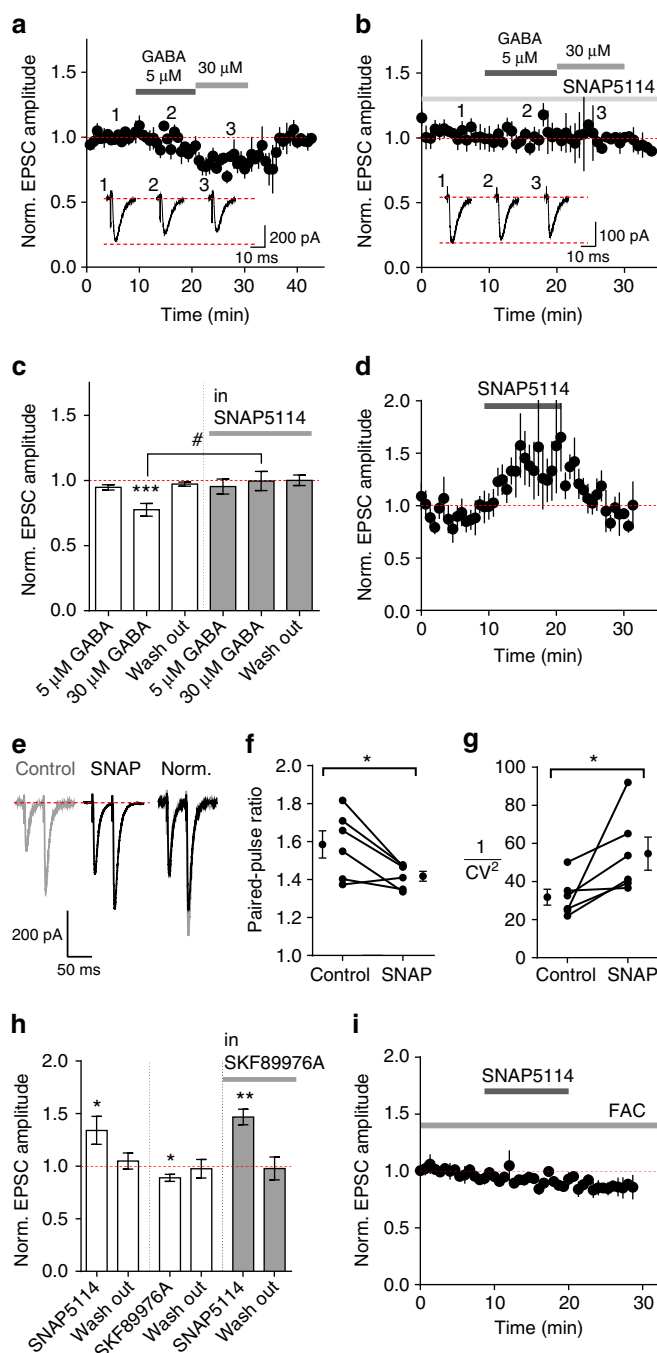 a
GABA
5 μM
30 μM
1.5
1.0
0.5
0.0
Norm. EPSC amplitude
1
2
3
1
2
3
200 pA
10 ms
0
10
20
30
40
Time (min)
b
GABA
5 μM
30 μM
SNAP5114
1.5
1.0
0.5
0.0
Norm. EPSC amplitude
1
2
3
1
2
3
100 pA
10 ms
0
10
20
30
Time (min)
c
in
SNAP5114
1.5
1.0
0.5
0.0
Norm. EPSC amplitude
#
***
5 μM GABA
30 μM GABA
Wash out
5 μM GABA
30 μM GABA
Wash out
d
SNAP5114
2.0
1.5
1.0
0.5
0.0
Norm. EPSC amplitude
0
10
20
30
Time (min)
e
Control
SNAP
Norm.
200 pA
50 ms
f
*
2.0
1.8
1.6
1.4
1.2
1.0
Paired-pulse ratio
Control
SNAP
g
*
100
80
60
40
20
0
1
CV²
Control
SNAP
h
in
SKF89976A
2.0
1.5
1.0
0.5
0.0
Norm. EPSC amplitude
*
*
**
SNAP5114
Wash out
SKF89976A
Wash out
SNAP5114
Wash out
i
SNAP5114
FAC
2.0
1.5
1.0
0.5
0.0
Norm. EPSC amplitude
0
10
20
30
Time (min)